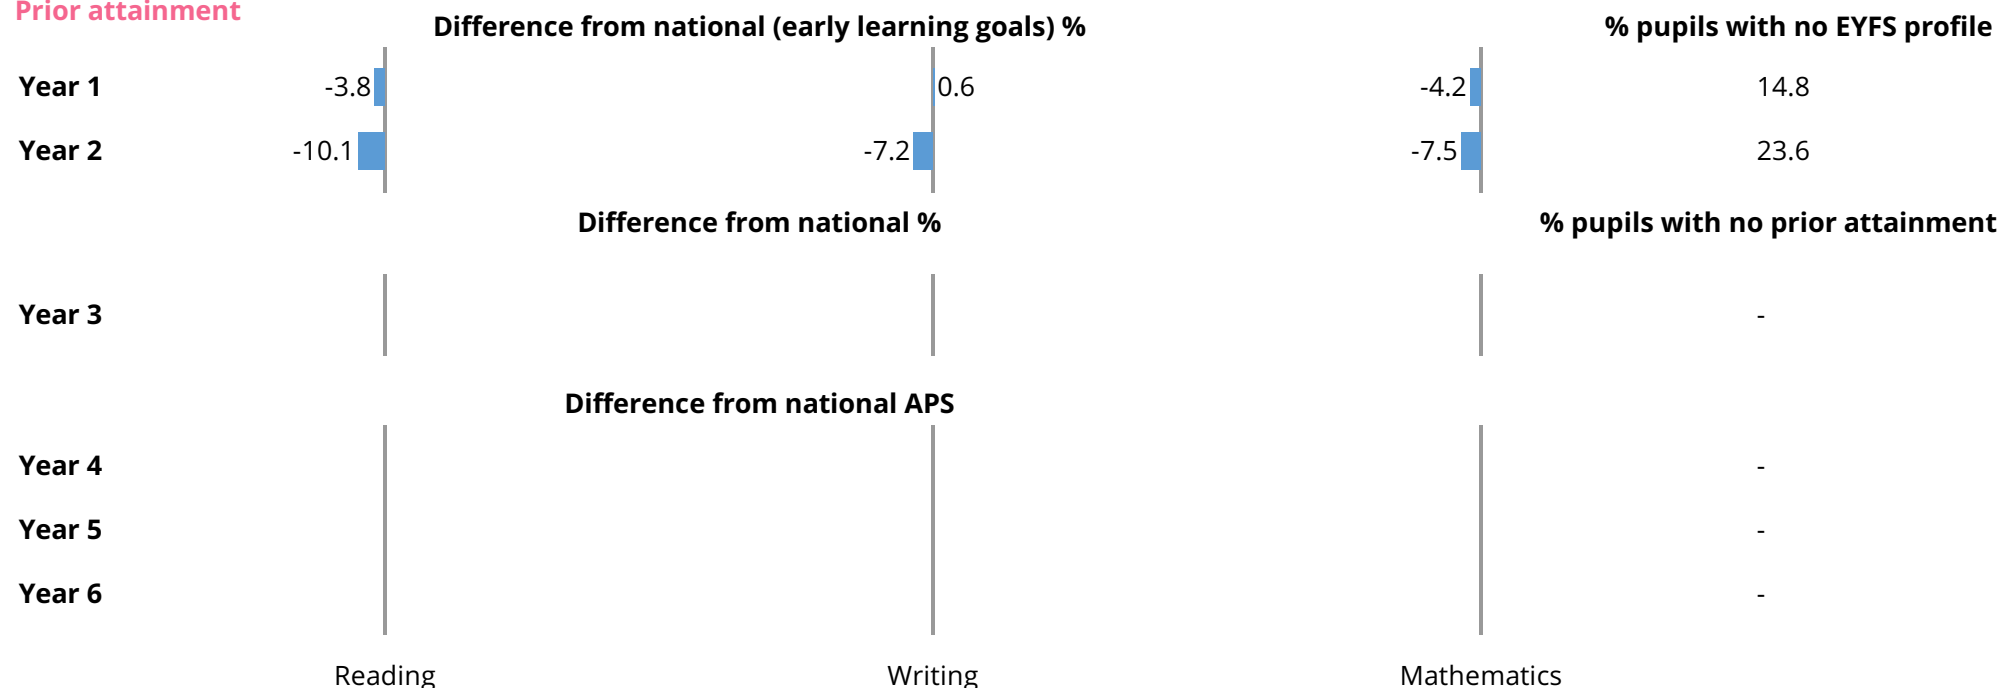 Prior attainment
Difference from national (early learning goals) % % pupils with no EYFS profile
Year 1 -3.8 0.6 -4.2 14.8
Year 2 -10.1 -7.2 -7.5 23.6
Difference from national % % pupils with no prior attainment
Year 3 -
Difference from national APS
Year 4 -
Year 5 -
Year 6 -
Reading Writing Mathematics